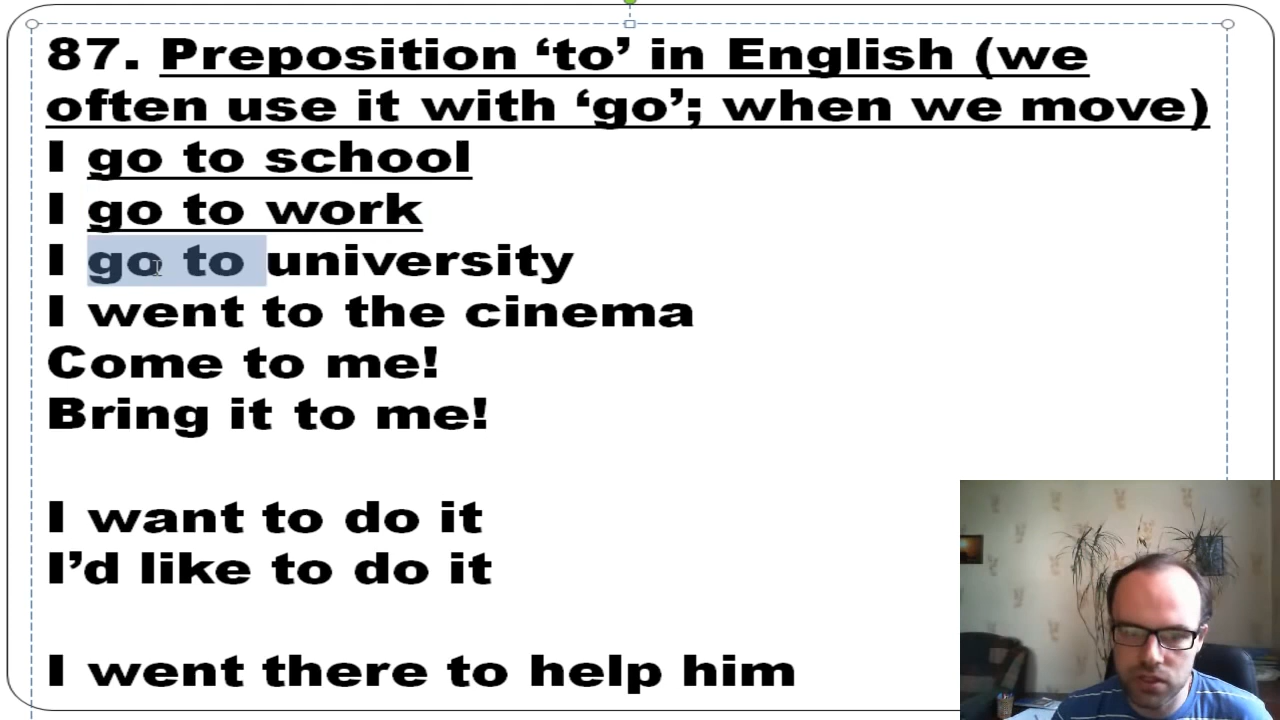 87. Preposition ‘to’ in English (we
often use it with ‘go’; when we move)
I go to school
I go to work
I go to university
I went to the cinema
Come to me!
Bring it to me!
I want to do it
I’d like to do it
I went there to help him